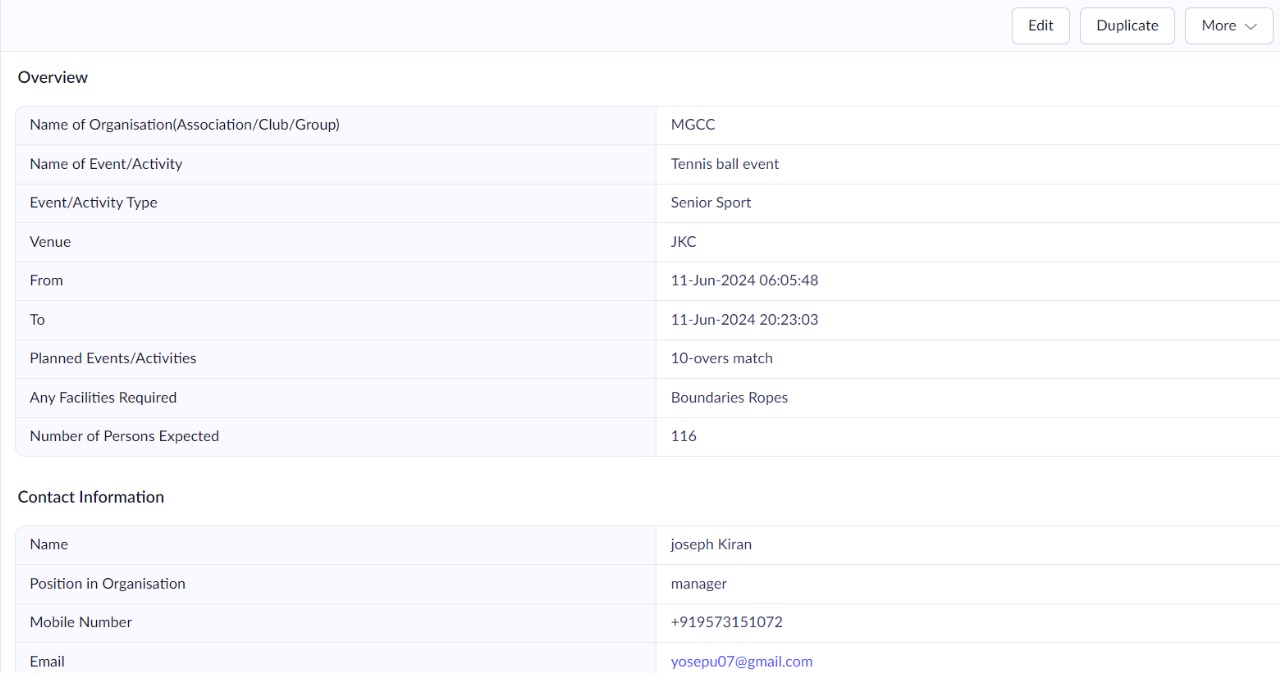 Edit Duplicate More
Overview
Name of Organisation(Association/Club/Group) MGCC
Name of Event/Activity Tennis ball event
Event/Activity Type Senior Sport
Venue JKC
From 11-Jun-2024 06:05:48
To 11-Jun-2024 20:23:03
Planned Events/Activities 10-overs match
Any Facilities Required Boundaries Ropes
Number of Persons Expected 116
Contact Information
Name joseph Kiran
Position in Organisation manager
Mobile Number +919573151072
Email yosepu07@gmail.com